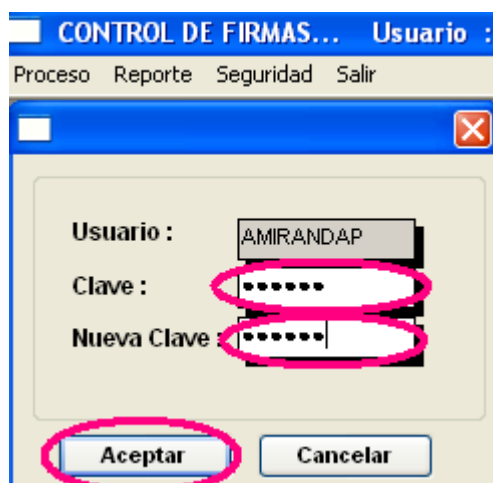 CONTROL DE FIRMAS... Usuario :
Proceso Reporte Seguridad Salir
Usuario : AMIRANDAP
Clave : ••••••
Nueva Clave : ••••••
Aceptar Cancelar